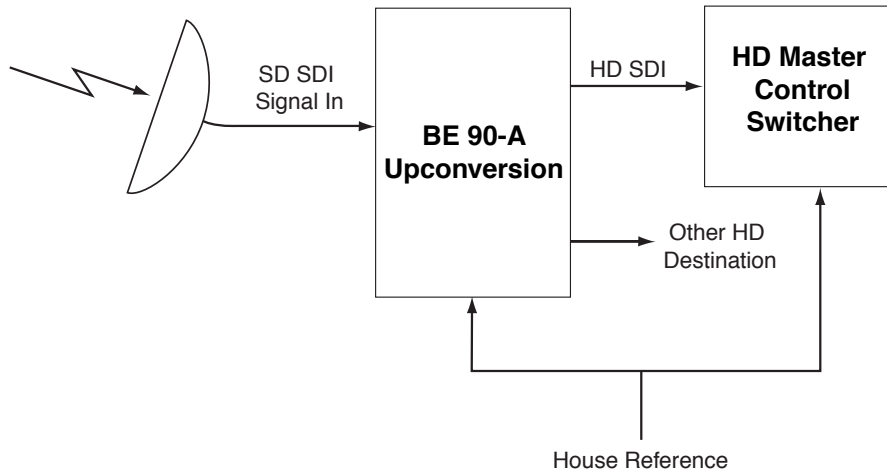 SD SDI
Signal In
BE 90-A
Upconversion
HD SDI
HD Master
Control
Switcher
Other HD
Destination
House Reference